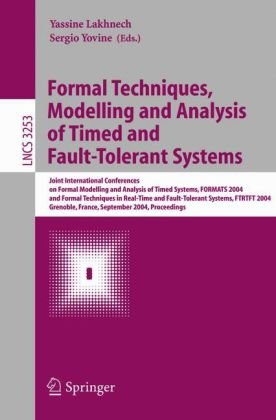 Yassine Lakhnech
Sergio Yovine (Eds.)
LNCS 3253
Formal Techniques,
Modelling and Analysis
of Timed and
Fault-Tolerant Systems
Joint International Conferences
on Formal Modelling and Analysis of Timed Systems, FORMATS 2004
and Formal Techniques in Real-Time and Fault-Tolerant Systems, FTRTFT 2004
Grenoble, France, September 2004, Proceedings
Springer